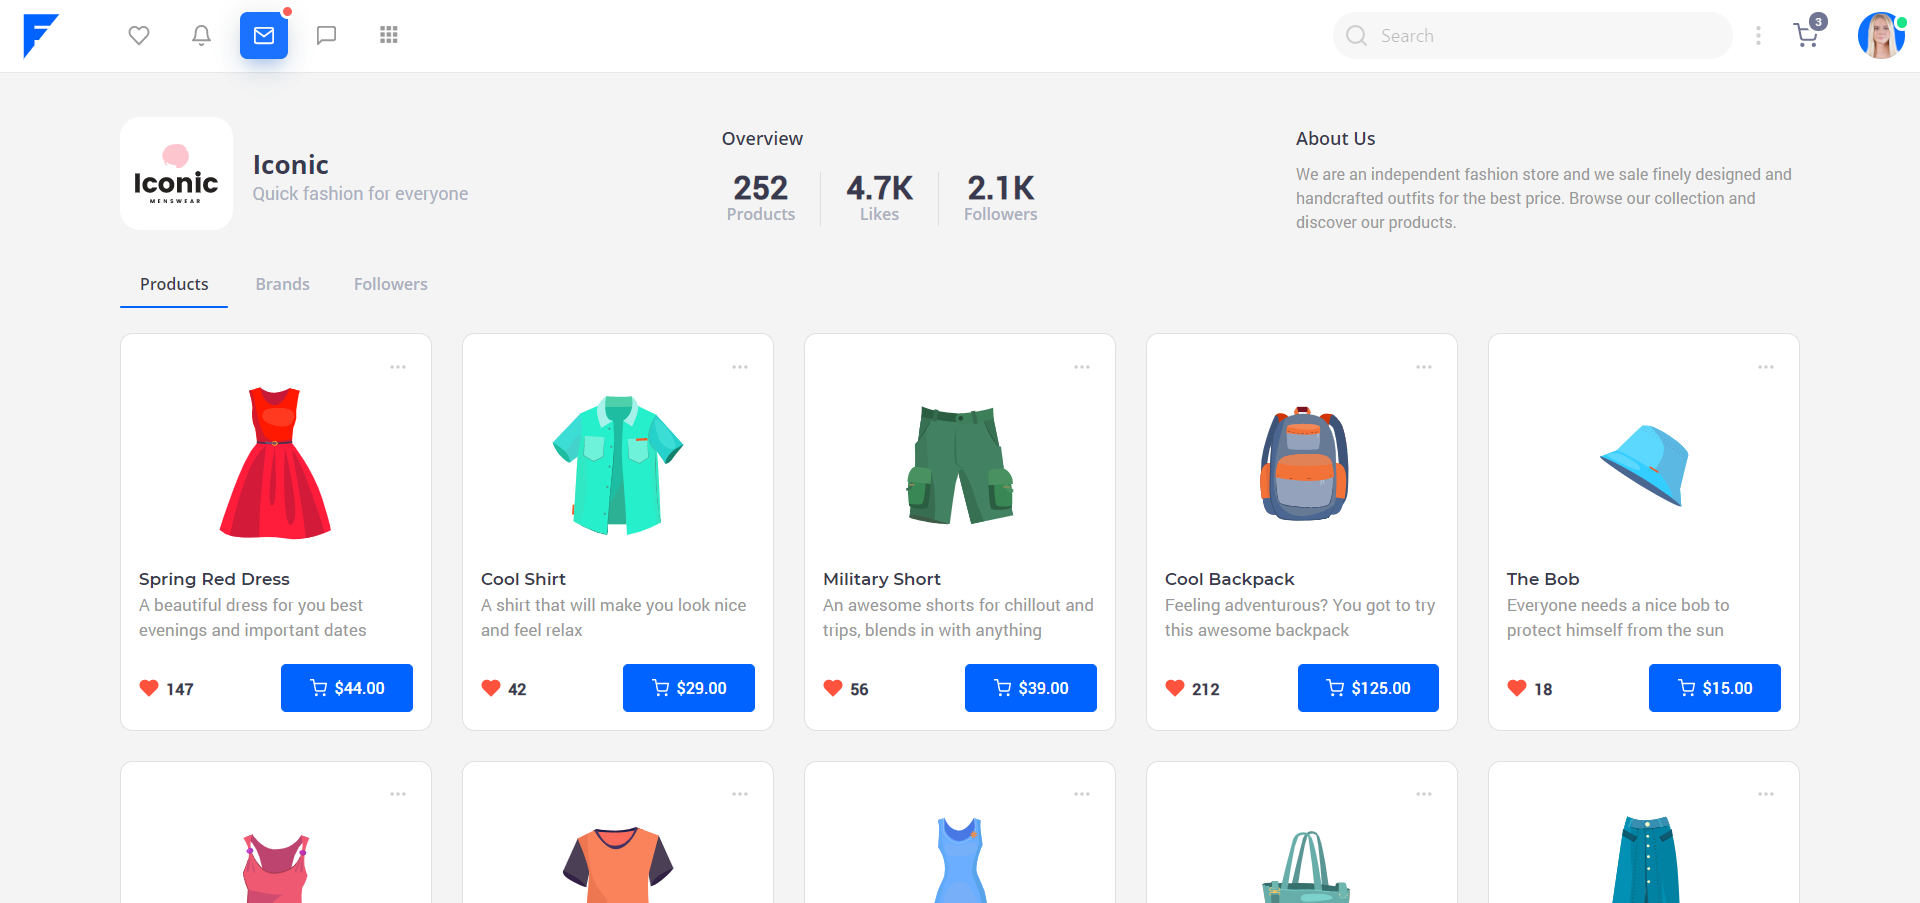 Search
3
Iconic
MENSWEAR
Iconic
Quick fashion for everyone
Overview
252
Products
4.7K
Likes
2.1K
Followers
About Us
We are an independent fashion store and we sale finely designed and
handcrafted outfits for the best price. Browse our collection and
discover our products.
Products
Brands
Followers
Spring Red Dress
A beautiful dress for you best
evenings and important dates
147
$44.00
Cool Shirt
A shirt that will make you look nice
and feel relax
42
$29.00
Military Short
An awesome shorts for chillout and
trips, blends in with anything
56
$39.00
Cool Backpack
Feeling adventurous? You got to try
this awesome backpack
212
$125.00
The Bob
Everyone needs a nice bob to
protect himself from the sun
18
$15.00